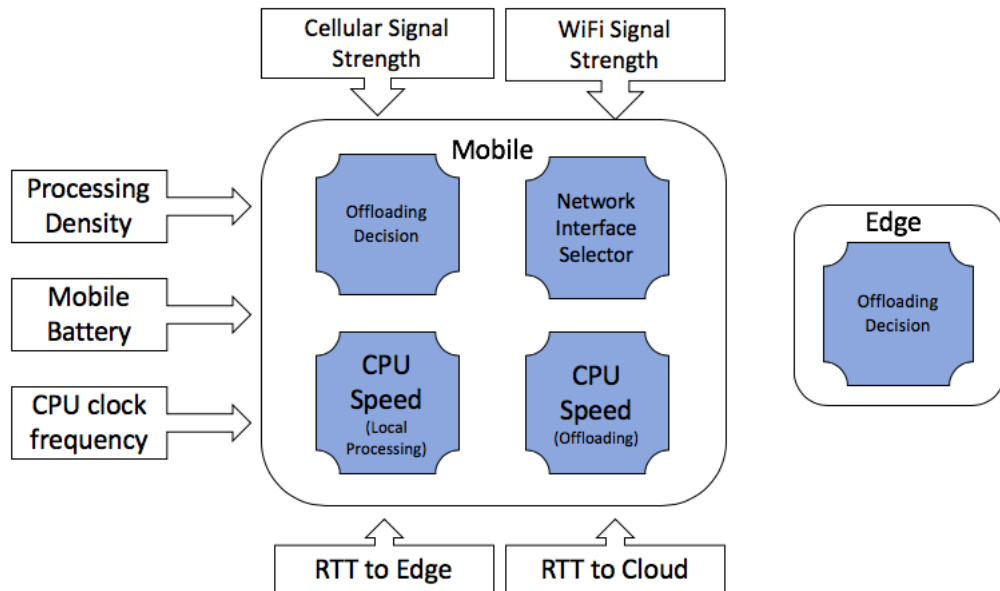 Cellular Signal
Strength
WiFi Signal
Strength
Mobile
Processing
Density
Offloading
Decision
Network
Interface
Selector
Edge
Offloading
Decision
Mobile
Battery
CPU
Speed
(Local
Processing)
CPU
Speed
(Offloading)
CPU clock
frequency
RTT to Edge
RTT to Cloud